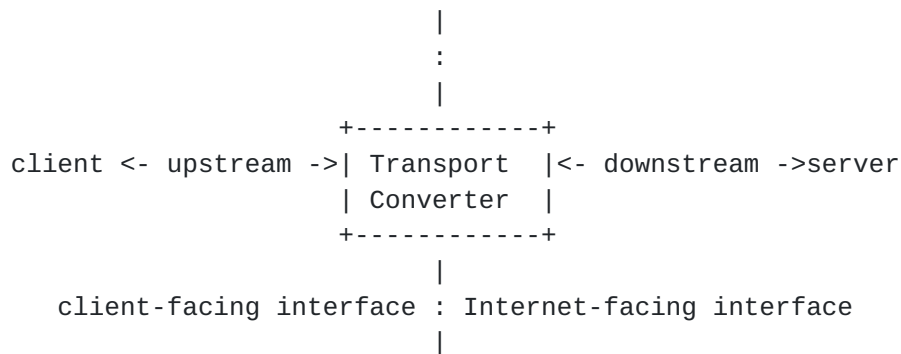 |
:
|
+------------+
client <- upstream ->| Transport  |<- downstream ->server
| Converter  |
+------------+
|
client-facing interface : Internet-facing interface
|